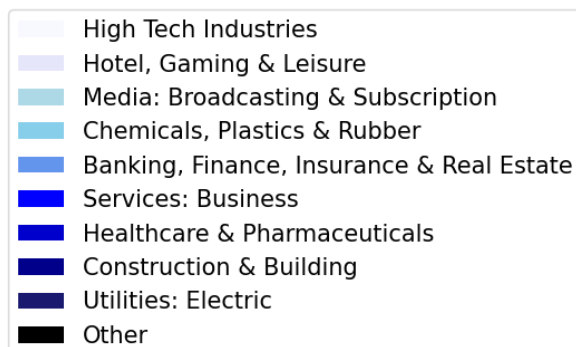 High Tech Industries
Hotel, Gaming & Leisure
Media: Broadcasting & Subscription
Chemicals, Plastics & Rubber
Banking, Finance, Insurance & Real Estate
Services: Business
Healthcare & Pharmaceuticals
Construction & Building
Utilities: Electric
Other